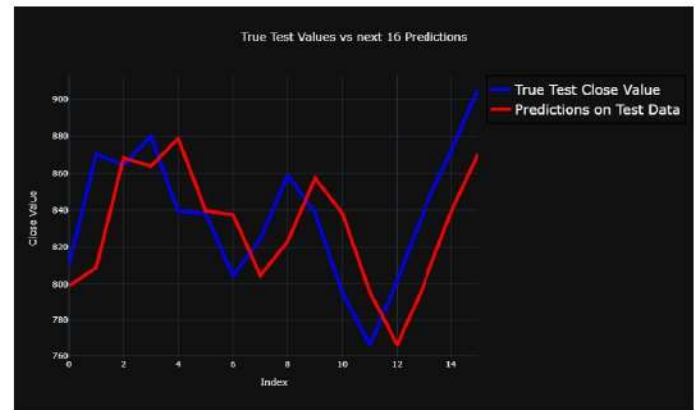 True Test Values vs next 16 Predictions
True Test Close Value
Predictions on Test Data
Close Value
900
880
860
840
820
800
780
760
0 2 4 6 8 10 12 14
Index